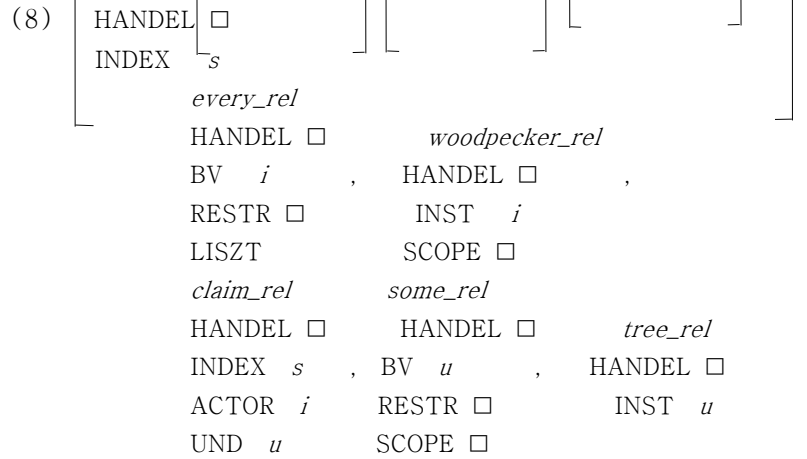 (8) HANDEL □
INDEX s
every_rel
HANDEL □ woodpecker_rel
BV i , HANDEL □ ,
RESTR □ INST i
LISZT SCOPE □
claim_rel some_rel
HANDEL □ HANDEL □ tree_rel
INDEX s , BV u , HANDEL □
ACTOR i RESTR □ INST u
UND u SCOPE □